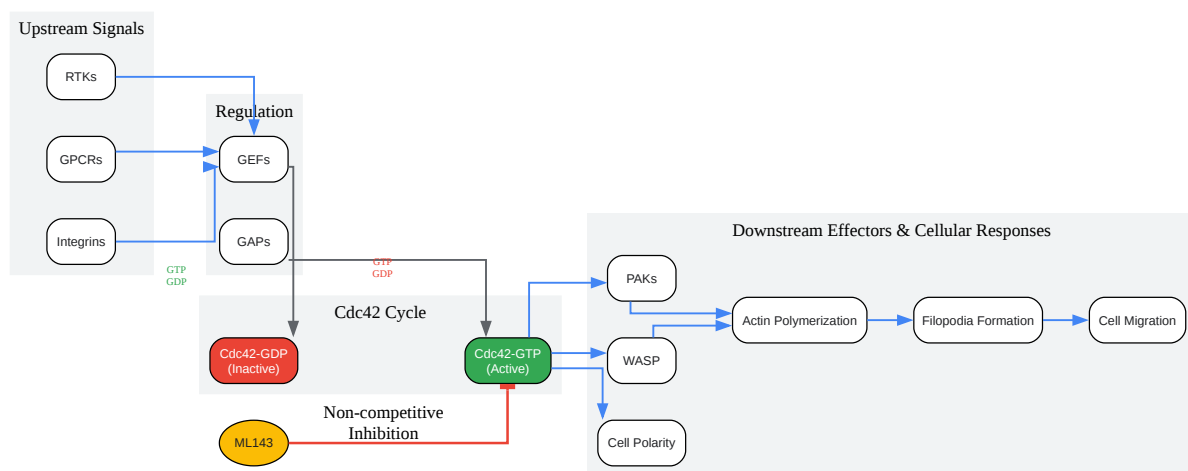 Upstream Signals
RTKs
Regulation
GPCRs
GEFs
Integrins
GAPs
GTP
GDP
GTP
GDP
Cdc42 Cycle
Cdc42-GDP
(Inactive)
Cdc42-GTP
(Active)
ML143
Non-competitive
Inhibition
Downstream Effectors & Cellular Responses
PAKs
WASP
Cell Polarity
Actin Polymerization
Filopodia Formation
Cell Migration